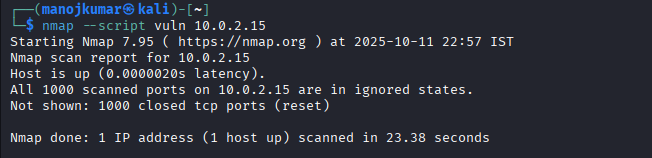 ┌──(manojkumar㉿kali)-[~]
└─$ nmap --script vuln 10.0.2.15
Starting Nmap 7.95 ( https://nmap.org ) at 2025-10-11 22:57 IST
Nmap scan report for 10.0.2.15
Host is up (0.0000020s latency).
All 1000 scanned ports on 10.0.2.15 are in ignored states.
Not shown: 1000 closed tcp ports (reset)
Nmap done: 1 IP address (1 host up) scanned in 23.38 seconds